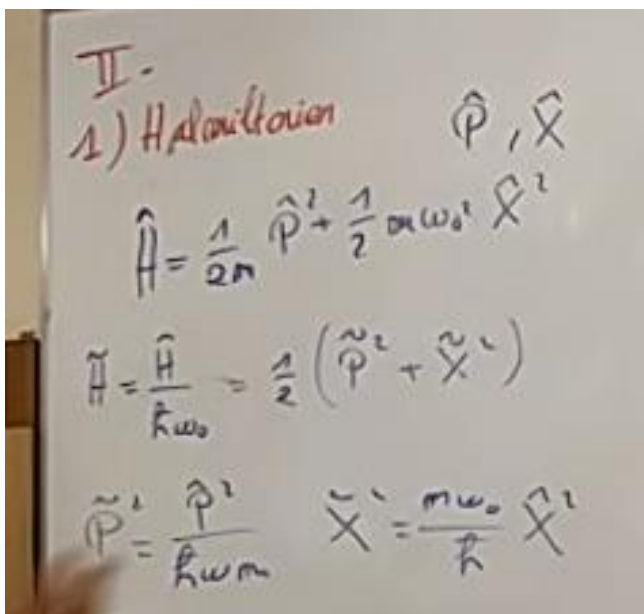 II.
1) Hamiltonien P̂, X̂
Ĥ = 1/2m P̂² + 1/2 mω₀² X̂²
H̃ = Ĥ/ħω₀ = 1/2 (P̃² + X̃²)
P̃² = P̂²/ħωm X̃² = mω₀/ħ X̂²